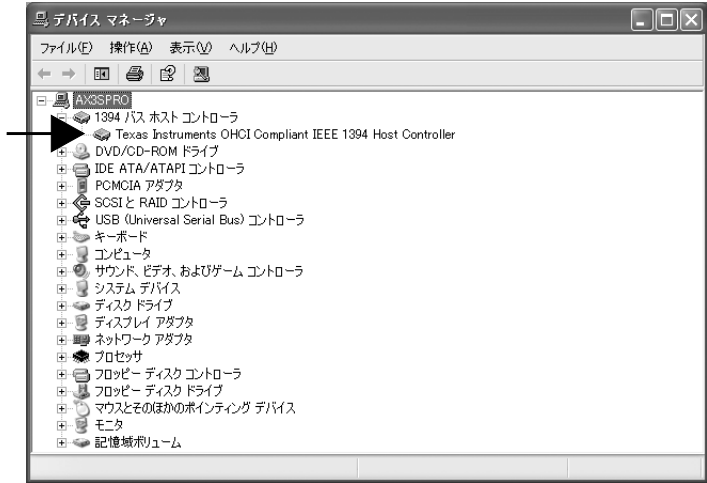 デバイス マネージャ
ファイル(F) 操作(A) 表示(V) ヘルプ(H)
AX3SPRO
1394 バス ホスト コントローラ
Texas Instruments OHCI Compliant IEEE 1394 Host Controller
DVD/CD-ROM ドライブ
IDE ATA/ATAPI コントローラ
PCMCIA アダプタ
SCSI と RAID コントローラ
USB (Universal Serial Bus) コントローラ
キーボード
コンピュータ
サウンド、ビデオ、およびゲーム コントローラ
システム デバイス
ディスク ドライブ
ディスプレイ アダプタ
ネットワーク アダプタ
プロセッサ
フロッピー ディスク コントローラ
フロッピー ディスク ドライブ
マウスとそのほかのポインティング デバイス
モニタ
記憶域ボリューム